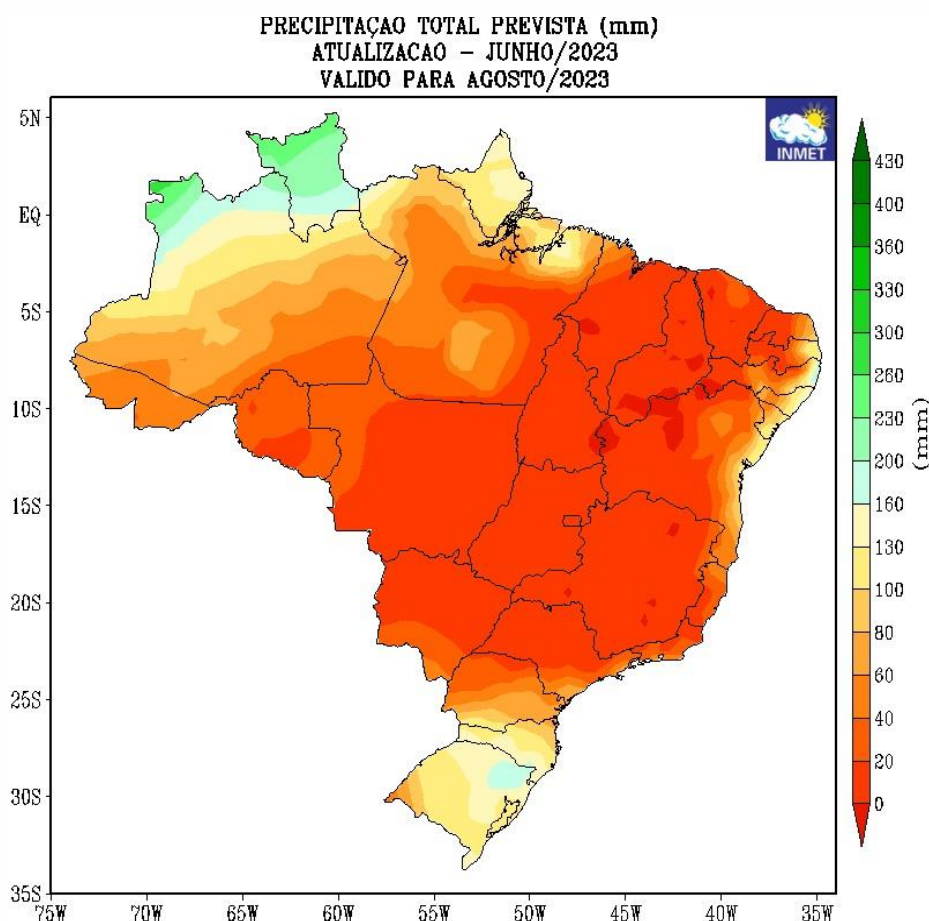 PRECIPITAÇAO TOTAL PREVISTA (mm)
ATUALIZACAO - JUNHO/2023
VALIDO PARA AGOSTO/2023
INMET
5N
EQ
5S
10S
15S
20S
25S
30S
35S
75W
70W
65W
60W
55W
50W
45W
40W
35W
430
400
360
330
300
260
230
200
160
130
100
80
60
40
20
0
(mm)